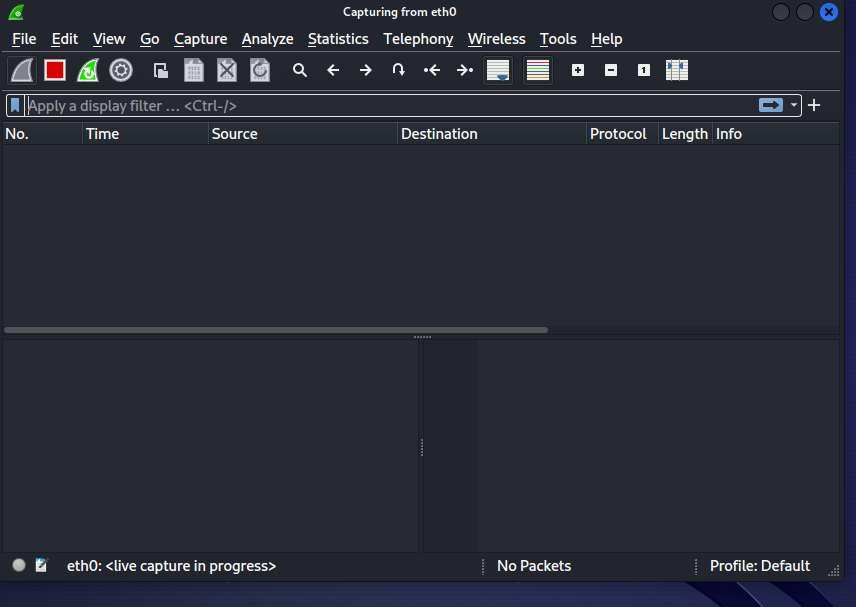 Capturing from eth0
File Edit View Go Capture Analyze Statistics Telephony Wireless Tools Help
Apply a display filter … <Ctrl-/>
No. Time Source Destination Protocol Length Info
eth0: <live capture in progress> No Packets Profile: Default